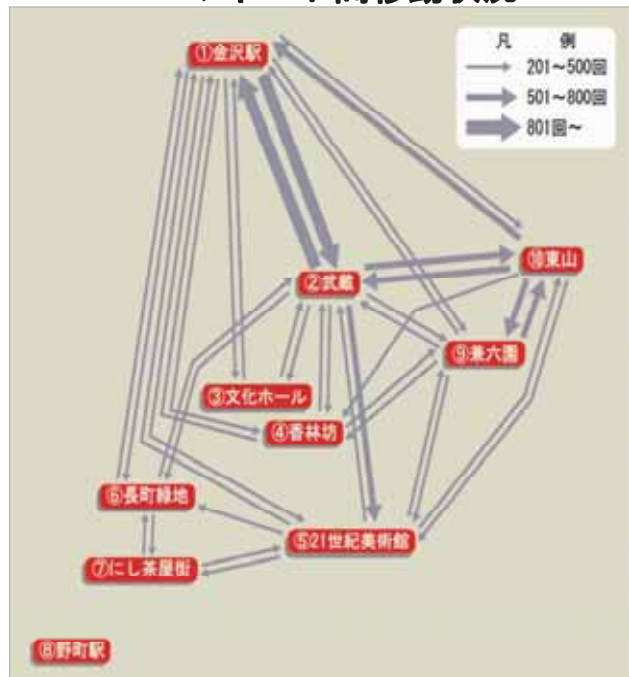 ①金沢駅
凡 例
201～500回
501～800回
801回～
⑩東山
②武蔵
⑨兼六園
③文化ホール
④香林坊
⑥長町緑地
⑤21世紀美術館
⑦にし茶屋街
⑧野町駅